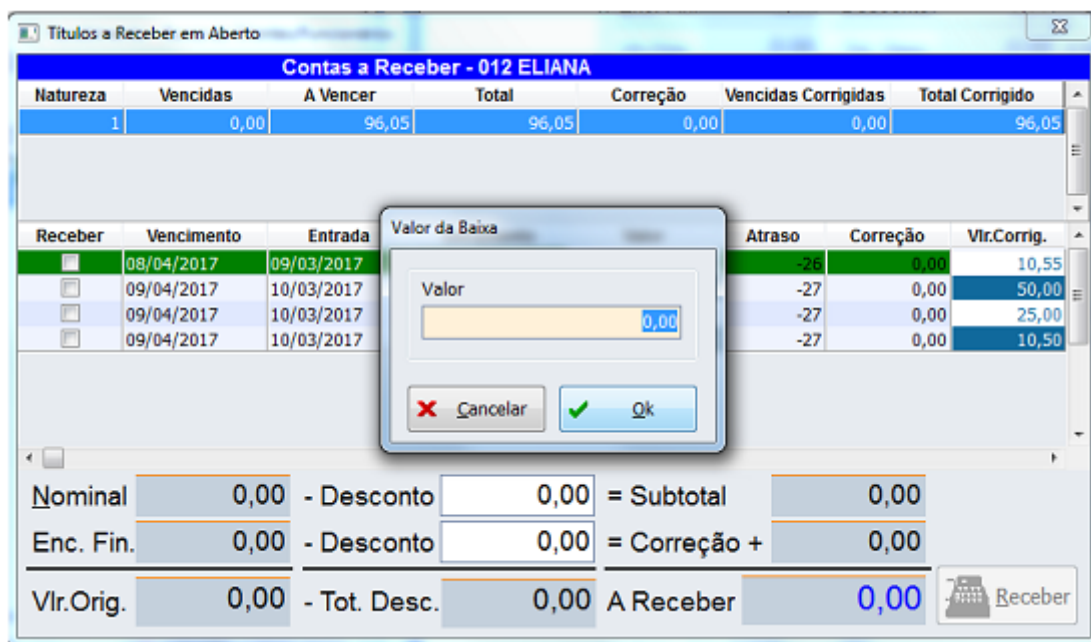 Títulos a Receber em Aberto
Contas a Receber - 012 ELIANA
Natureza Vencidas A Vencer Total Correção Vencidas Corrigidas Total Corrigido
1 0,00 96,05 96,05 0,00 0,00 96,05
Receber Vencimento Entrada Atraso Correção Vlr.Corrig.
08/04/2017 09/03/2017 -26 0,00 10,55
09/04/2017 10/03/2017 -27 0,00 50,00
09/04/2017 10/03/2017 -27 0,00 25,00
09/04/2017 10/03/2017 -27 0,00 10,50
Valor da Baixa
Valor
0,00
Cancelar Ok
Nominal 0,00 - Desconto 0,00 = Subtotal 0,00
Enc. Fin. 0,00 - Desconto 0,00 = Correção + 0,00
Vlr.Orig. 0,00 - Tot. Desc. 0,00 A Receber 0,00 Receber